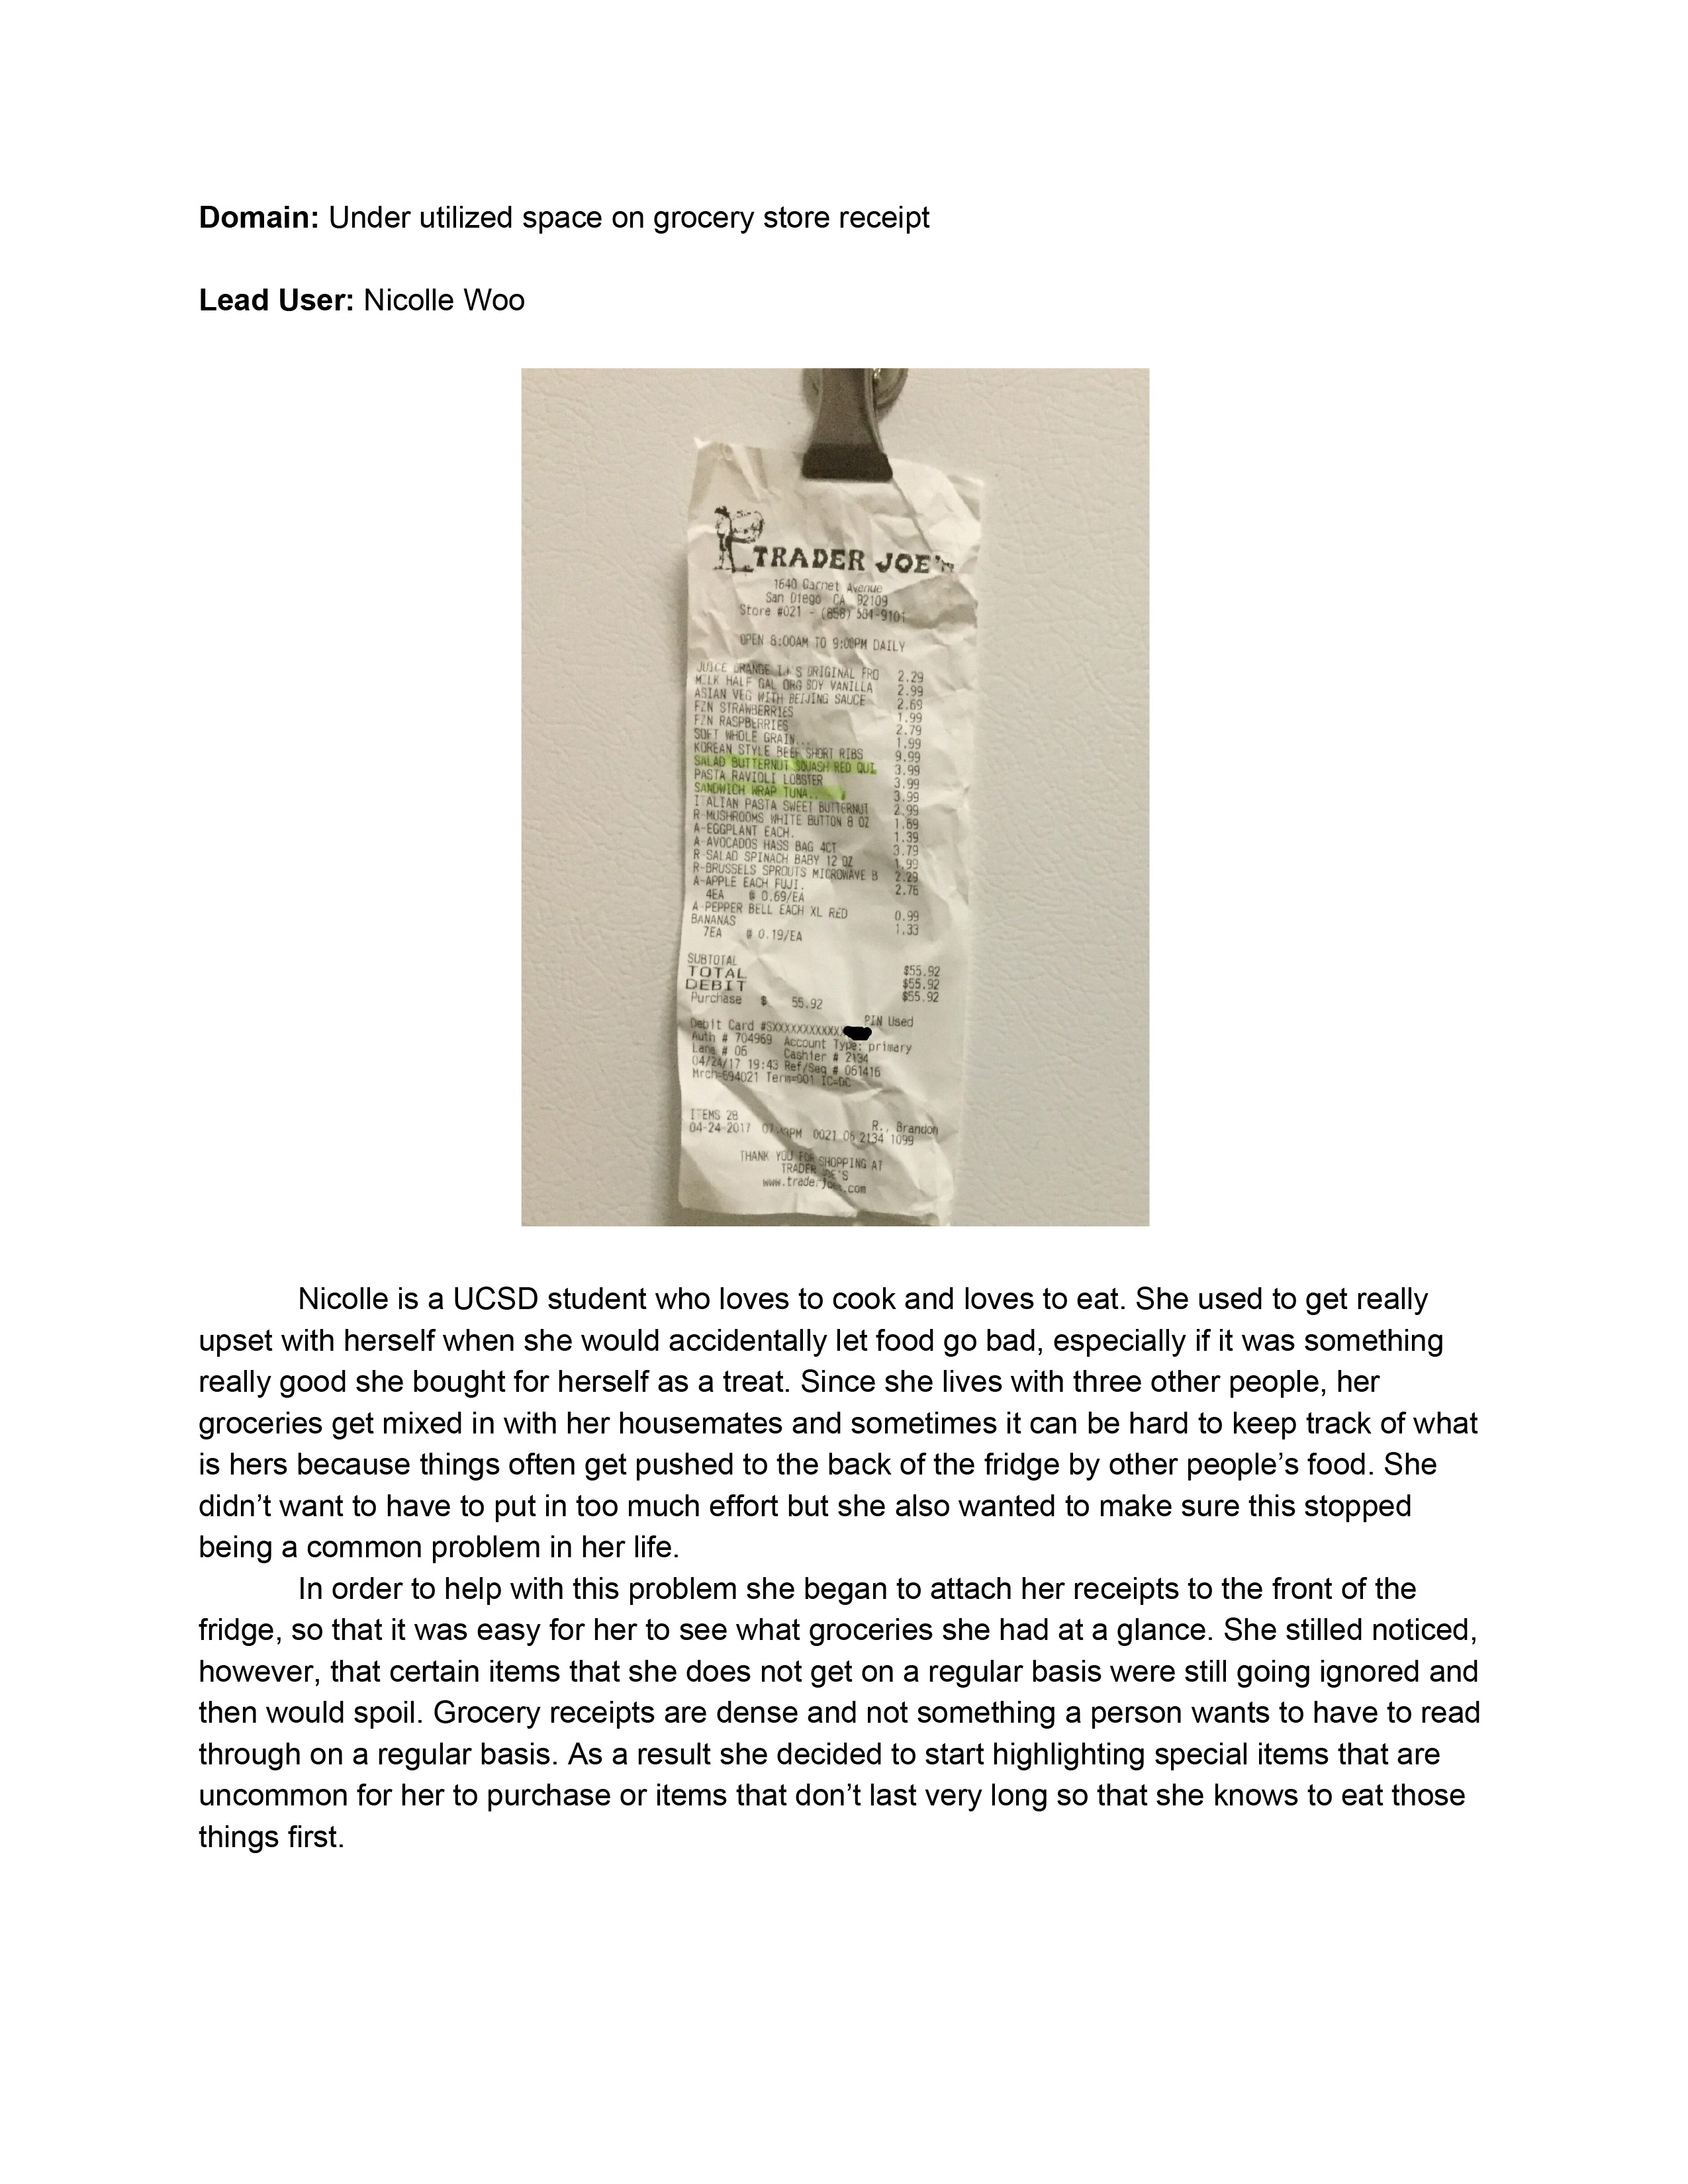 Domain: Under utilized space on grocery store receipt
Lead User: Nicolle Woo
TRADER JOE'S
1640 Garnet Avenue
San Diego CA 92109
Store #021 - (858) 581-9101
OPEN 8:00AM TO 9:00PM DAILY
JUICE ORANGE TJ'S ORIGINAL FRO 2.29
MILK HALF GAL ORG SOY VANILLA 2.99
ASIAN VEG WITH BEIJING SAUCE 2.69
FZN STRAWBERRIES 1.99
FZN RASPBERRIES 2.79
SOFT WHOLE GRAIN... 1.99
KOREAN STYLE BEEF SHORT RIBS 9.99
SALAD BUTTERNUT SQUASH RED QUI 3.99
PASTA RAVIOLI LOBSTER 3.99
SANDWICH WRAP TUNA... 3.99
ITALIAN PASTA SWEET BUTTERNUT 2.99
R-MUSHROOMS WHITE BUTTON 8 OZ 1.69
A-EGGPLANT EACH. 1.39
A-AVOCADOS HASS BAG 4CT 3.79
R-SALAD SPINACH BABY 12 OZ 1.99
R-BRUSSELS SPROUTS MICROWAVE B 2.29
A-APPLE EACH FUJI. 2.76
4EA @ 0.69/EA
A-PEPPER BELL EACH XL RED 0.99
BANANAS 1.33
7EA @ 0.19/EA
SUBTOTAL $55.92
TOTAL $55.92
DEBIT $55.92
Purchase $ 55.92
PIN Used
Debit Card #SXXXXXXXXXXXX
Auth # 704969 Account Type: primary
Lane # 06 Cashier # 2134
04/24/17 19:43 Ref/Seq # 061416
Mrch=694021 Term=001 IC=DC
ITEMS 28 R., Brandon
04-24-2017 0021 06 2134 1099
THANK YOU FOR SHOPPING AT
TRADER JOE'S
www.traderjoes.com
Nicolle is a UCSD student who loves to cook and loves to eat. She used to get really
upset with herself when she would accidentally let food go bad, especially if it was something
really good she bought for herself as a treat. Since she lives with three other people, her
groceries get mixed in with her housemates and sometimes it can be hard to keep track of what
is hers because things often get pushed to the back of the fridge by other people’s food. She
didn’t want to have to put in too much effort but she also wanted to make sure this stopped
being a common problem in her life.
In order to help with this problem she began to attach her receipts to the front of the
fridge, so that it was easy for her to see what groceries she had at a glance. She stilled noticed,
however, that certain items that she does not get on a regular basis were still going ignored and
then would spoil. Grocery receipts are dense and not something a person wants to have to read
through on a regular basis. As a result she decided to start highlighting special items that are
uncommon for her to purchase or items that don’t last very long so that she knows to eat those
things first.